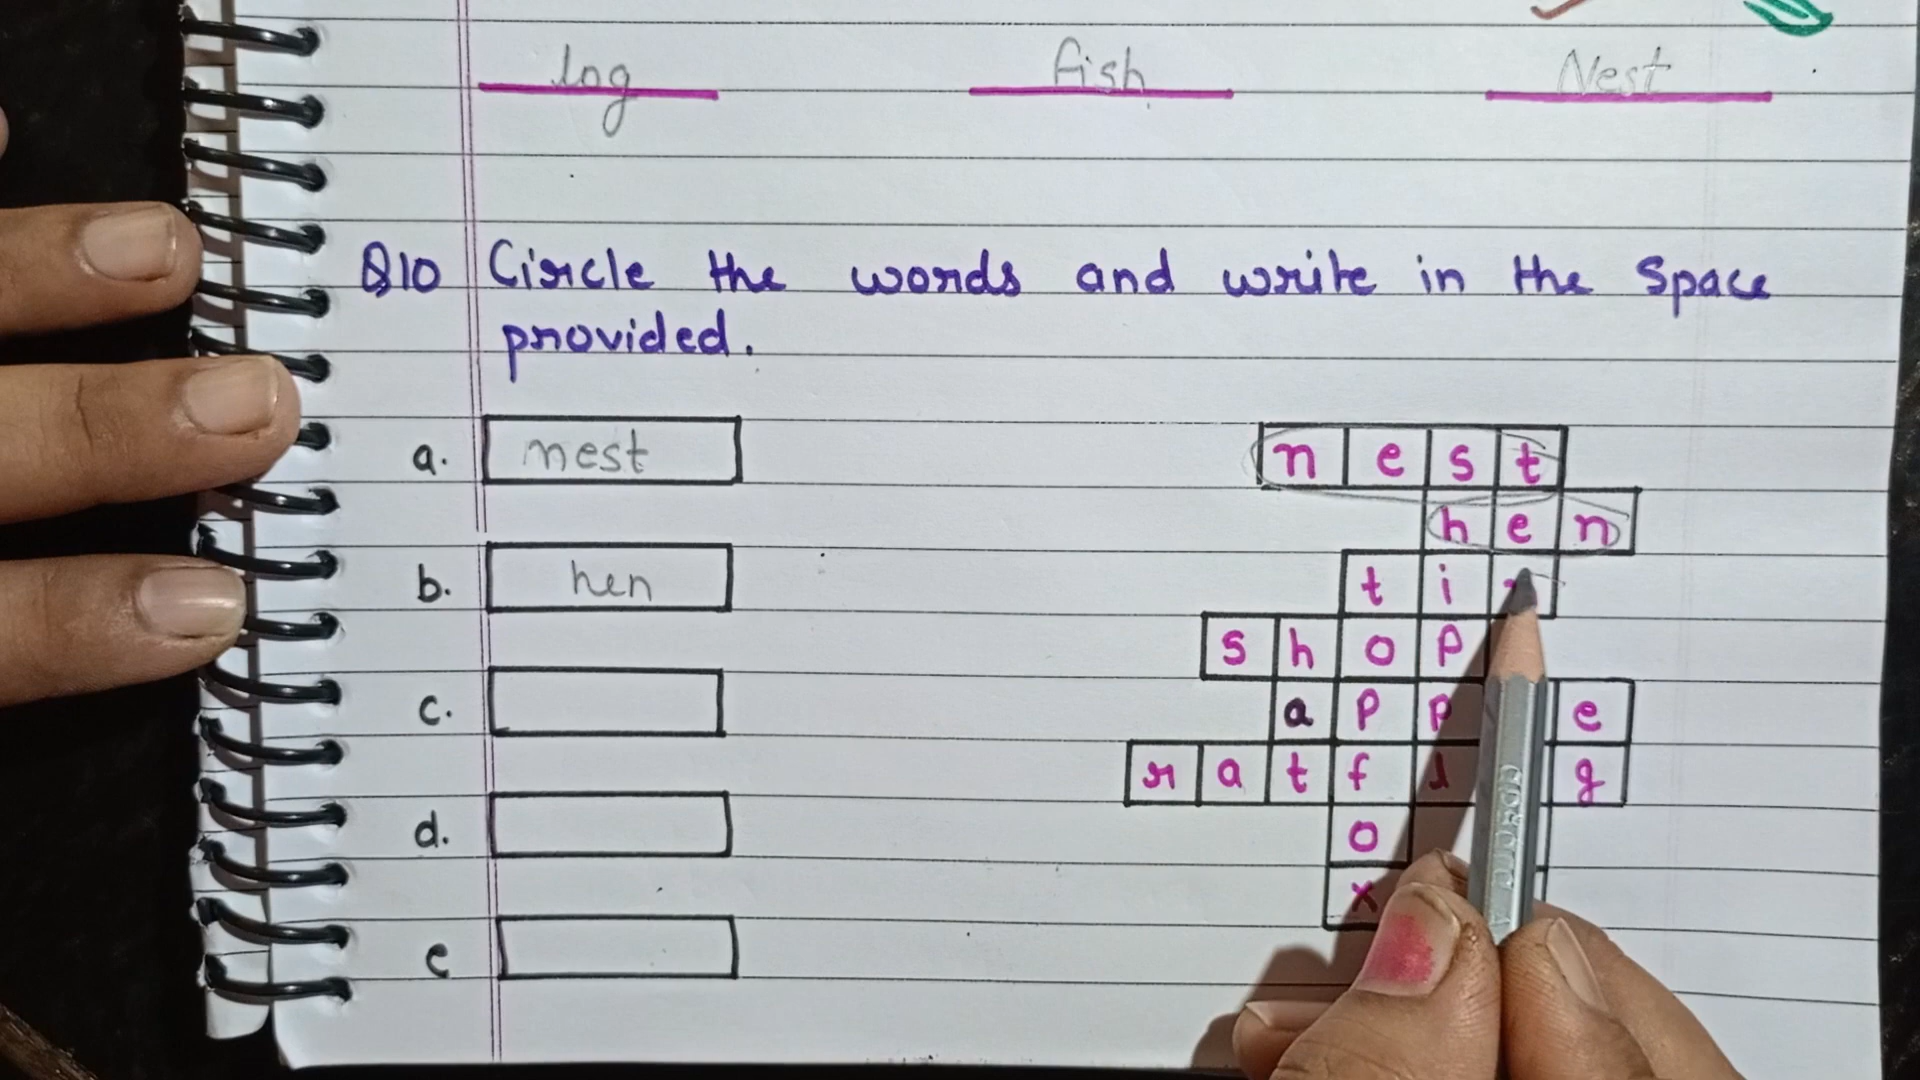 log fish Nest
Q10 Circle the words and write in the space
provided.
a. nest
n e s t
h e n
b. hen
t i
s h o p
c.
a p p e
r a t f l g
d.
o
x
e